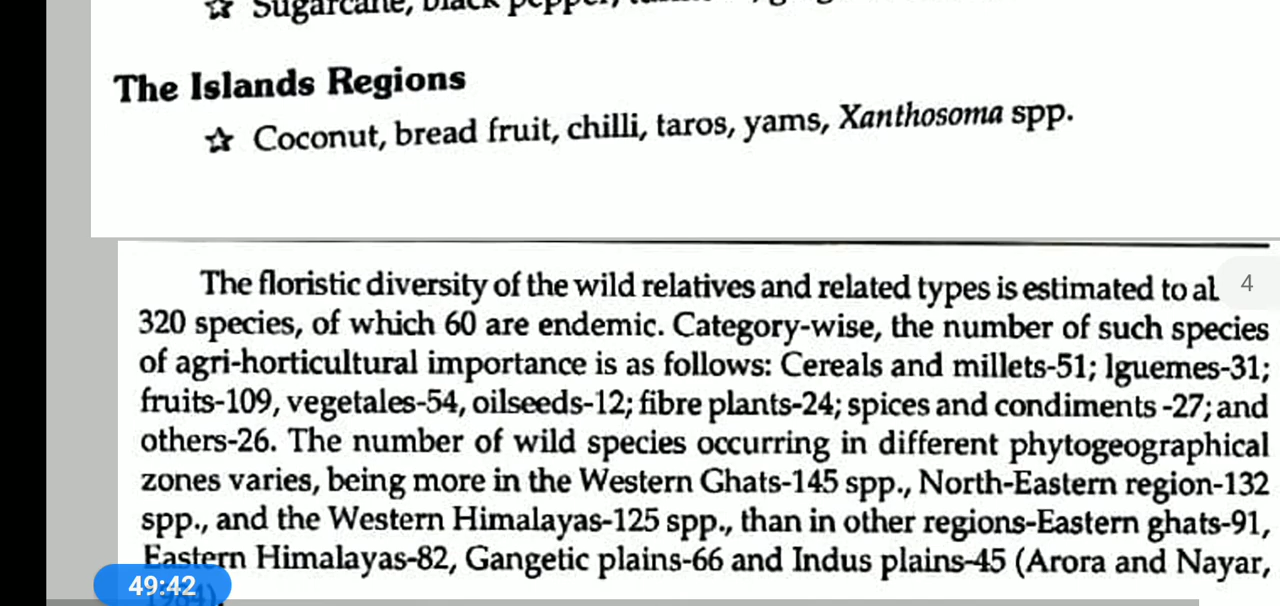 ☆ Sugarcane, black pepper,
The Islands Regions
☆ Coconut, bread fruit, chilli, taros, yams, Xanthosoma spp.
The floristic diversity of the wild relatives and related types is estimated to
4
320 species, of which 60 are endemic. Category-wise, the number of such species
of agri-horticultural importance is as follows: Cereals and millets-51; lguemes-31;
fruits-109, vegetales-54, oilseeds-12; fibre plants-24; spices and condiments -27; and
others-26. The number of wild species occurring in different phytogeographical
zones varies, being more in the Western Ghats-145 spp., North-Eastern region-132
spp., and the Western Himalayas-125 spp., than in other regions-Eastern ghats-91,
Eastern Himalayas-82, Gangetic plains-66 and Indus plains-45 (Arora and Nayar,
49:42